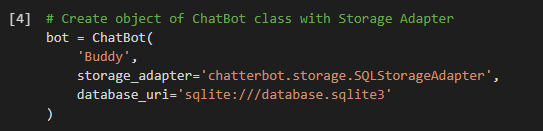 [4] # Create object of ChatBot class with Storage Adapter
bot = ChatBot(
    'Buddy',
    storage_adapter='chatterbot.storage.SQLStorageAdapter',
    database_uri='sqlite:///database.sqlite3'
)